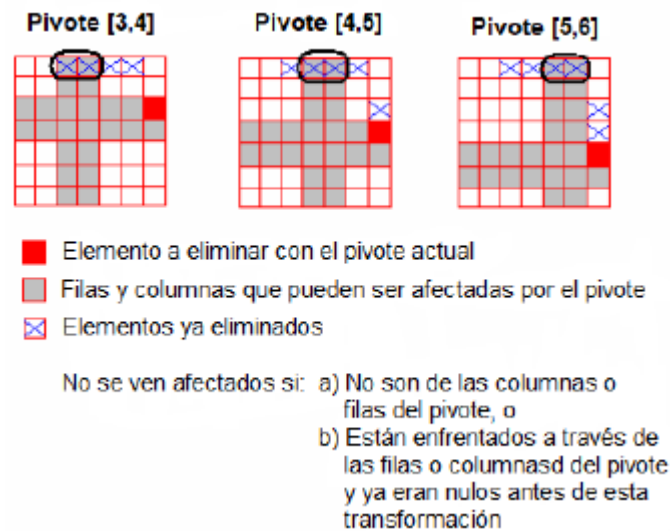 Pivote [3,4]
Pivote [4,5]
Pivote [5,6]
Elemento a eliminar con el pivote actual
Filas y columnas que pueden ser afectadas por el pivote
Elementos ya eliminados
No se ven afectados si: a) No son de las columnas o
filas del pivote, o
b) Están enfrentados a través de
las filas o columnasd del pivote
y ya eran nulos antes de esta
transformación